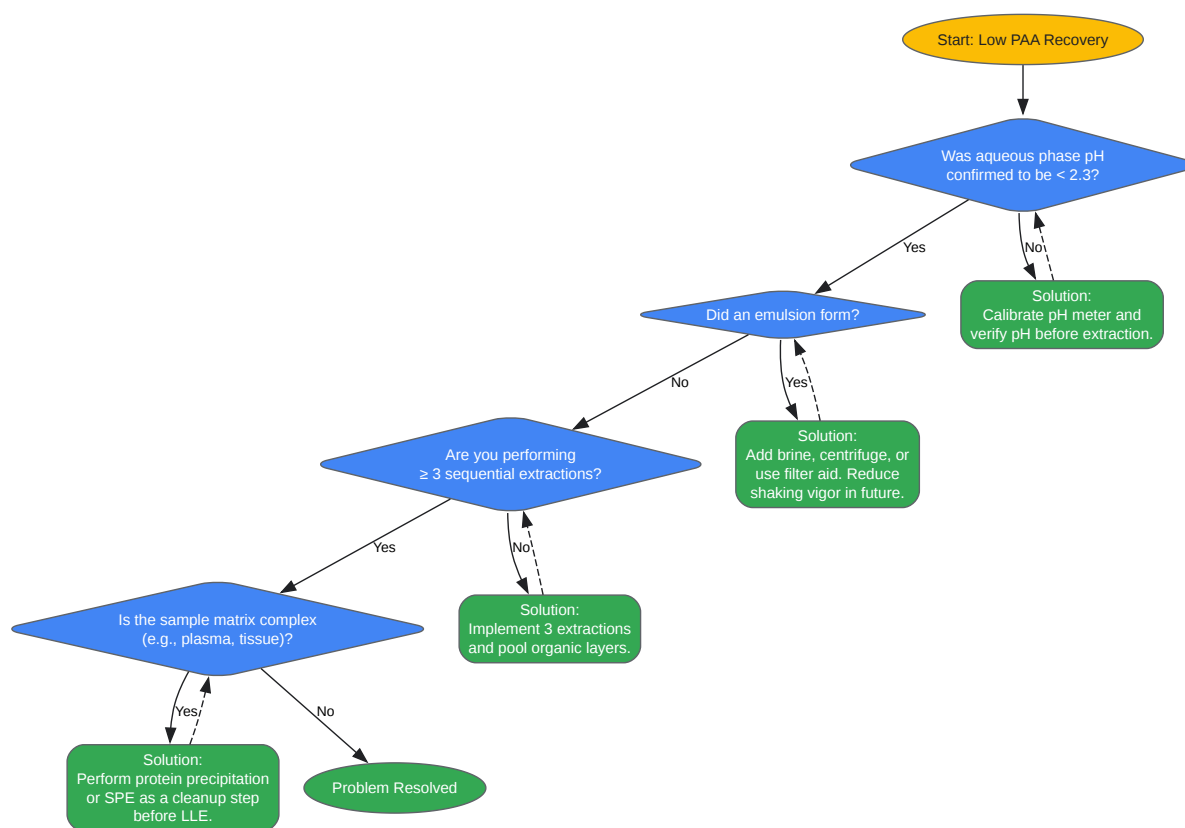 Start: Low PAA Recovery
Was aqueous phase pH
confirmed to be < 2.3?
Yes
No
Solution:
Calibrate pH meter and
verify pH before extraction.
Did an emulsion form?
No
Yes
Solution:
Add brine, centrifuge, or
use filter aid. Reduce
shaking vigor in future.
Are you performing
≥ 3 sequential extractions?
Yes
No
Solution:
Implement 3 extractions
and pool organic layers.
Is the sample matrix complex
(e.g., plasma, tissue)?
Yes
No
Solution:
Perform protein precipitation
or SPE as a cleanup step
before LLE.
Problem Resolved